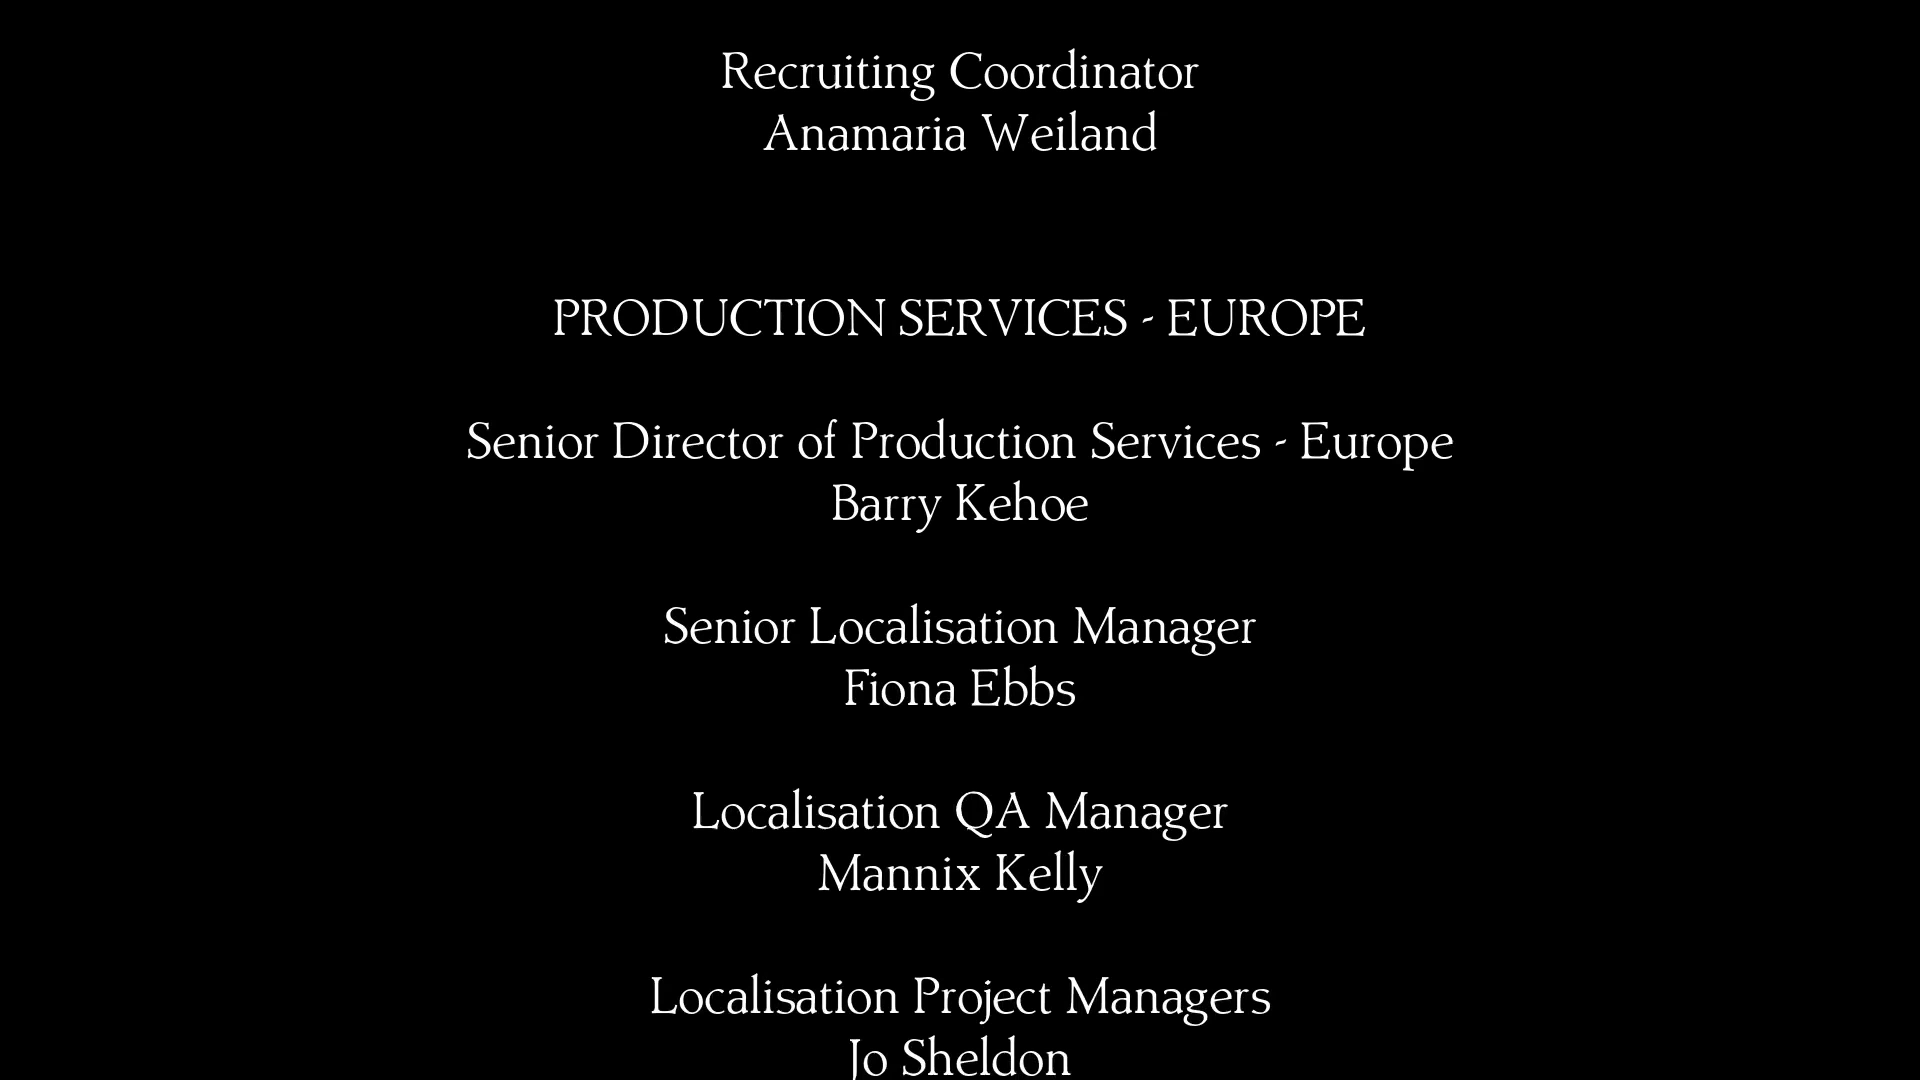 Recruiting Coordinator
Anamaria Weiland
PRODUCTION SERVICES - EUROPE
Senior Director of Production Services - Europe
Barry Kehoe
Senior Localisation Manager
Fiona Ebbs
Localisation QA Manager
Mannix Kelly
Localisation Project Managers
Jo Sheldon